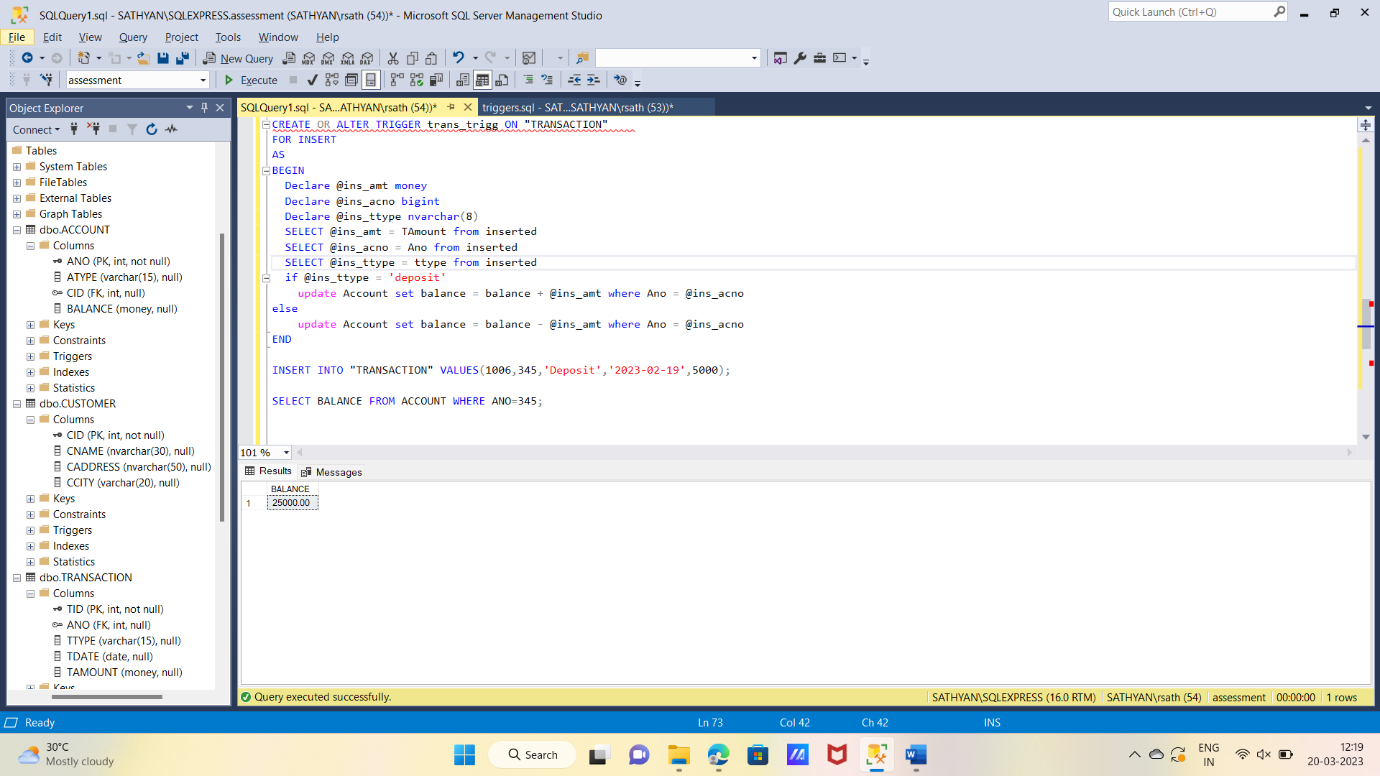 SQLQuery1.sql - SATHYAN\SQLEXPRESS.assessment (SATHYAN\rsath (54))* - Microsoft SQL Server Management Studio
Quick Launch (Ctrl+Q)
File Edit View Query Project Tools Window Help
New Query
assessment
Execute
Object Explorer
Connect
Tables
System Tables
FileTables
External Tables
Graph Tables
dbo.ACCOUNT
Columns
ANO (PK, int, not null)
ATYPE (varchar(15), null)
CID (FK, int, null)
BALANCE (money, null)
Keys
Constraints
Triggers
Indexes
Statistics
dbo.CUSTOMER
Columns
CID (PK, int, not null)
CNAME (nvarchar(30), null)
CADDRESS (nvarchar(50), null)
CCITY (varchar(20), null)
Keys
Constraints
Triggers
Indexes
Statistics
dbo.TRANSACTION
Columns
TID (PK, int, not null)
ANO (FK, int, null)
TTYPE (varchar(15), null)
TDATE (date, null)
TAMOUNT (money, null)
Keys
SQLQuery1.sql - SA...ATHYAN\rsath (54))*
triggers.sql - SAT...SATHYAN\rsath (53))*
CREATE OR ALTER TRIGGER trans_trigg ON "TRANSACTION"
FOR INSERT
AS
BEGIN
Declare @ins_amt money
Declare @ins_acno bigint
Declare @ins_ttype nvarchar(8)
SELECT @ins_amt = TAmount from inserted
SELECT @ins_acno = Ano from inserted
SELECT @ins_ttype = ttype from inserted
if @ins_ttype = 'deposit'
update Account set balance = balance + @ins_amt where Ano = @ins_acno
else
update Account set balance = balance - @ins_amt where Ano = @ins_acno
END
INSERT INTO "TRANSACTION" VALUES(1006,345,'Deposit','2023-02-19',5000);
SELECT BALANCE FROM ACCOUNT WHERE ANO=345;
101 %
Results Messages
BALANCE
1 25000.00
Query executed successfully.
SATHYAN\SQLEXPRESS (16.0 RTM) SATHYAN\rsath (54) assessment 00:00:00 1 rows
Ready
Ln 73 Col 42 Ch 42 INS
30°C
Mostly cloudy
Search
ENG
IN
12:19
20-03-2023